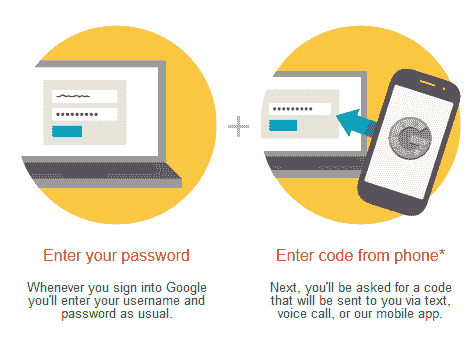 Enter your password
Whenever you sign into Google
you'll enter your username and
password as usual.
Enter code from phone*
Next, you'll be asked for a code
that will be sent to you via text,
voice call, or our mobile app.